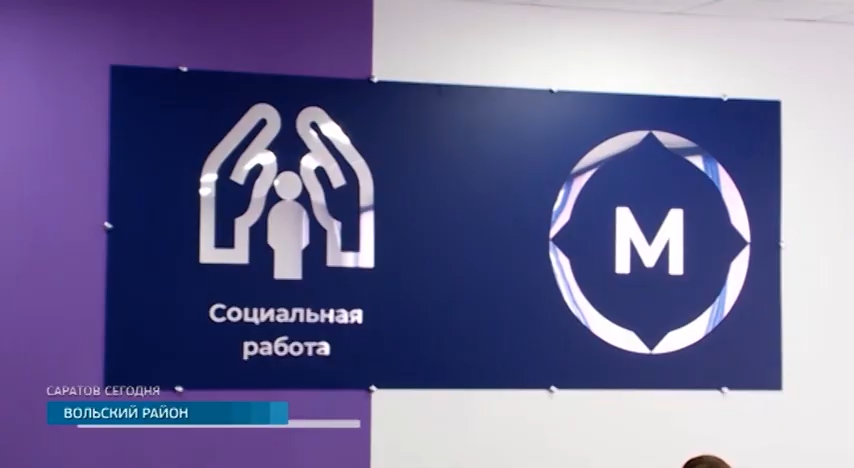 Социальная
работа
М
САРАТОВ СЕГОДНЯ
ВОЛЬСКИЙ РАЙОН